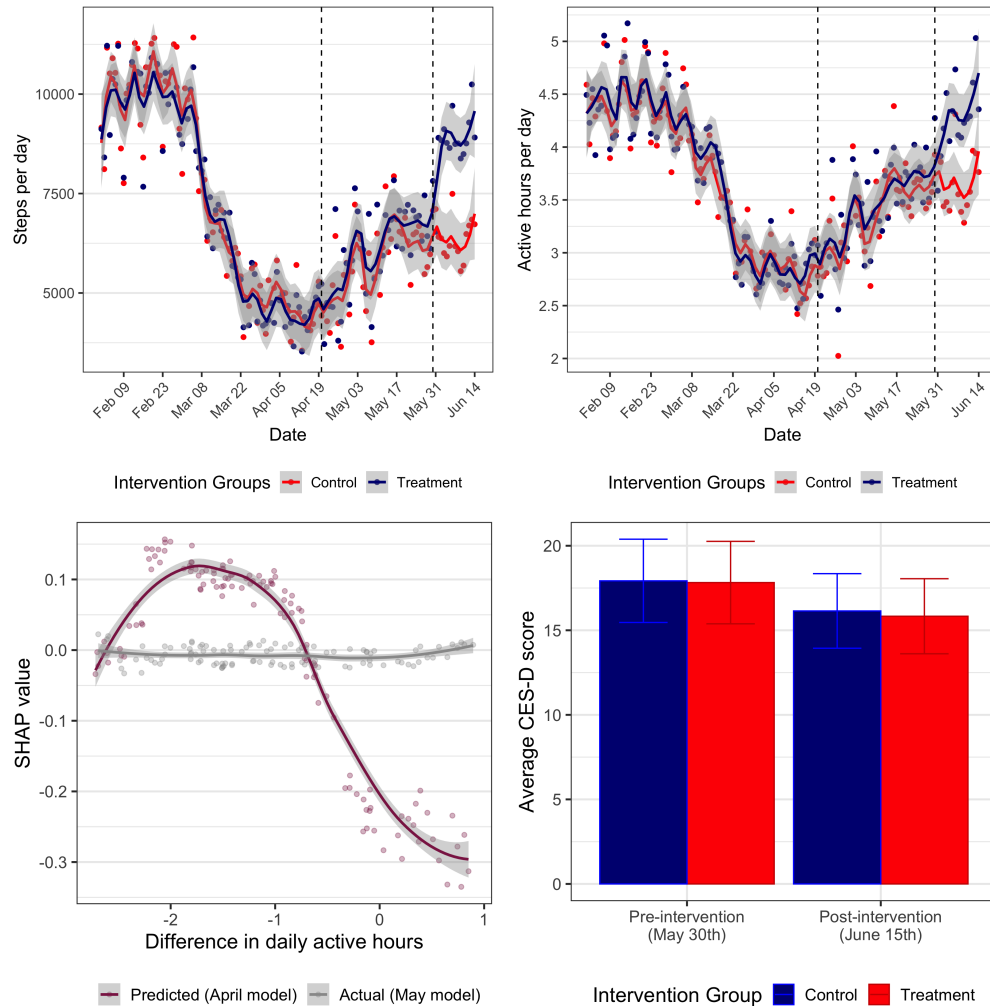 Steps per day
10000
7500
5000
Feb 09
Feb 23
Mar 08
Mar 22
Apr 05
Apr 19
May 03
May 17
May 31
Jun 14
Date
Intervention Groups Control Treatment
Active hours per day
5
4.5
4
3.5
3
2.5
2
Feb 09
Feb 23
Mar 08
Mar 22
Apr 05
Apr 19
May 03
May 17
May 31
Jun 14
Date
Intervention Groups Control Treatment
SHAP value
0.1
0.0
-0.1
-0.2
-0.3
-2 -1 0 1
Difference in daily active hours
Predicted (April model) Actual (May model)
Average CES-D score
20
15
10
5
0
Pre-intervention
(May 30th)
Post-intervention
(June 15th)
Intervention Group Control Treatment